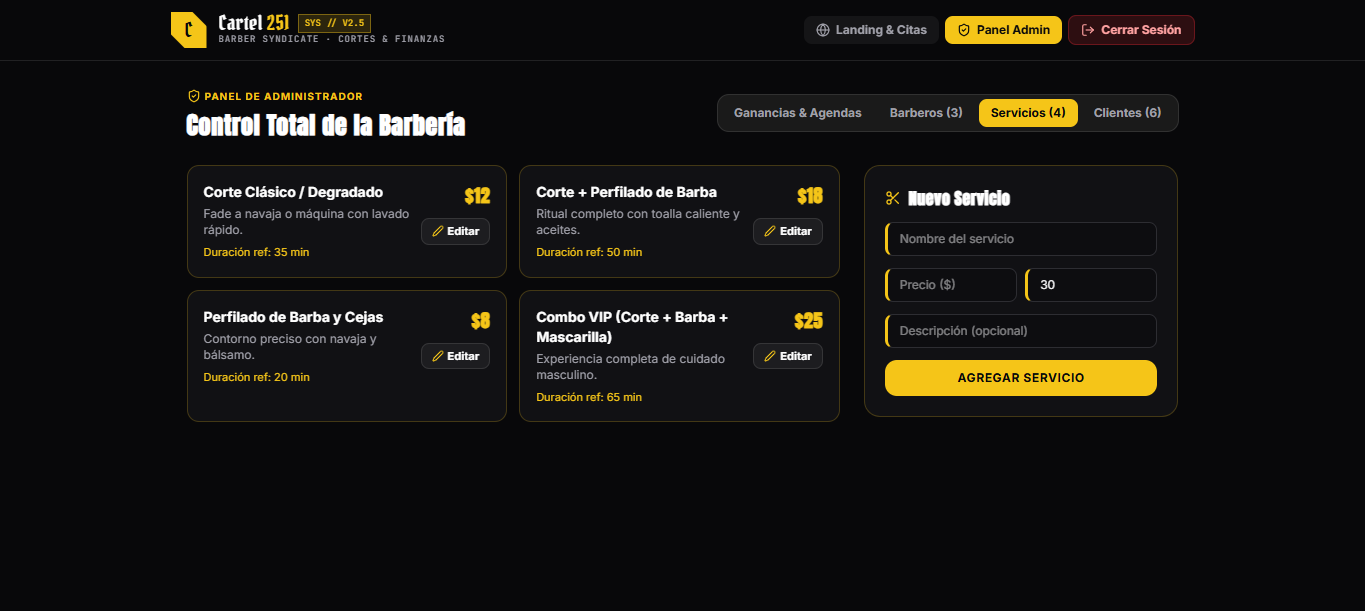 C
Cartel 251
SYS // V2.5
BARBER SYNDICATE · CORTES & FINANZAS
Landing & Citas
Panel Admin
Cerrar Sesión
PANEL DE ADMINISTRADOR
Control Total de la Barbería
Ganancias & Agendas
Barberos (3)
Servicios (4)
Clientes (6)
Corte Clásico / Degradado
$12
Fade a navaja o máquina con lavado
rápido.
Editar
Duración ref: 35 min
Corte + Perfilado de Barba
$18
Ritual completo con toalla caliente y
aceites.
Editar
Duración ref: 50 min
Perfilado de Barba y Cejas
$8
Contorno preciso con navaja y
bálsamo.
Editar
Duración ref: 20 min
Combo VIP (Corte + Barba +
Mascarilla)
$25
Experiencia completa de cuidado
masculino.
Editar
Duración ref: 65 min
Nuevo Servicio
Nombre del servicio
Precio ($)
30
Descripción (opcional)
AGREGAR SERVICIO